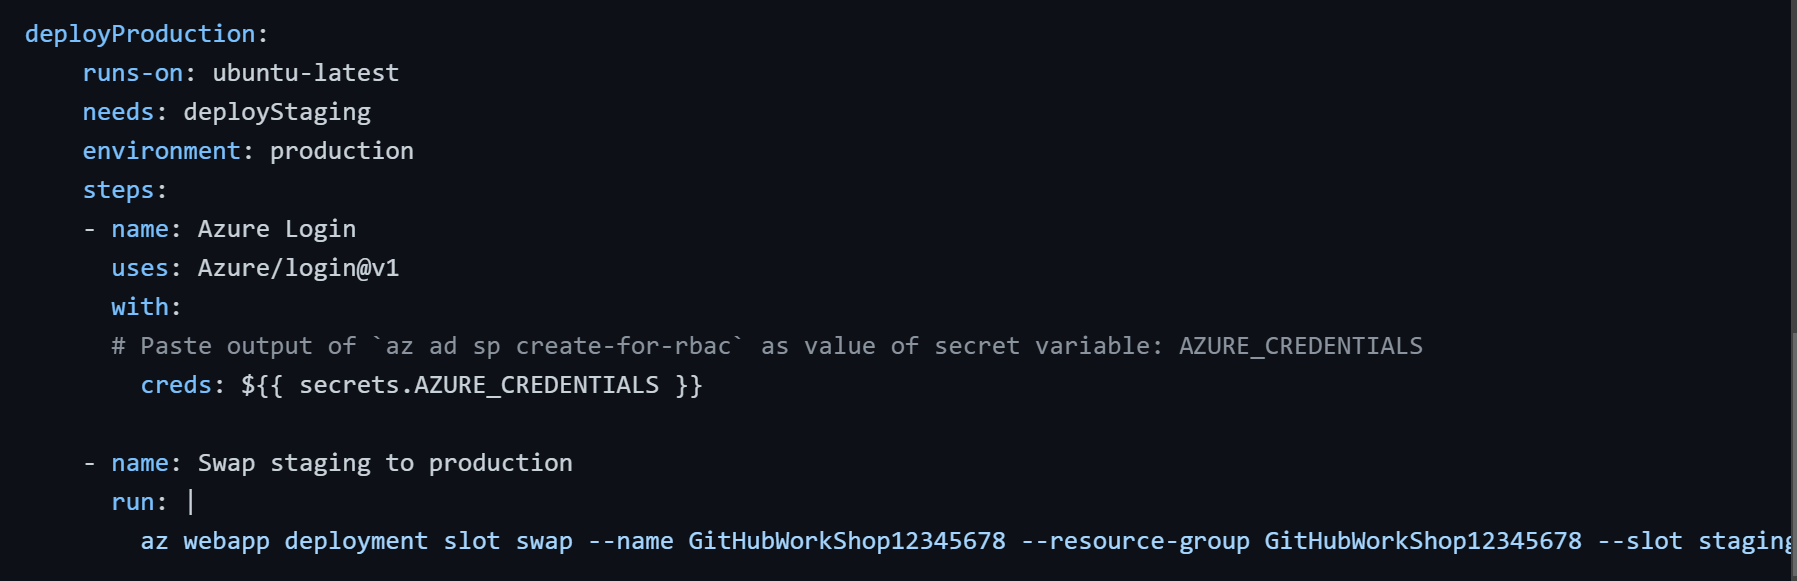 deployProduction:
    runs-on: ubuntu-latest
    needs: deployStaging
    environment: production
    steps:
    - name: Azure Login
      uses: Azure/login@v1
      with:
      # Paste output of `az ad sp create-for-rbac` as value of secret variable: AZURE_CREDENTIALS
        creds: ${{ secrets.AZURE_CREDENTIALS }}

    - name: Swap staging to production
      run: |
        az webapp deployment slot swap --name GitHubWorkShop12345678 --resource-group GitHubWorkShop12345678 --slot staging